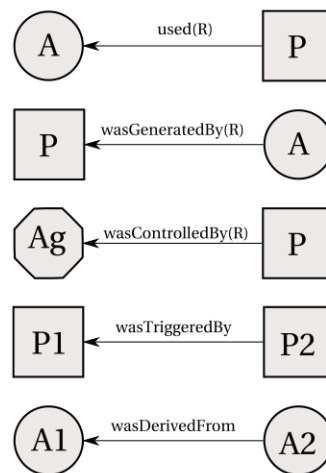 A used(R) P
P wasGeneratedBy(R) A
Ag wasControlledBy(R) P
P1 wasTriggeredBy P2
A1 wasDerivedFrom A2